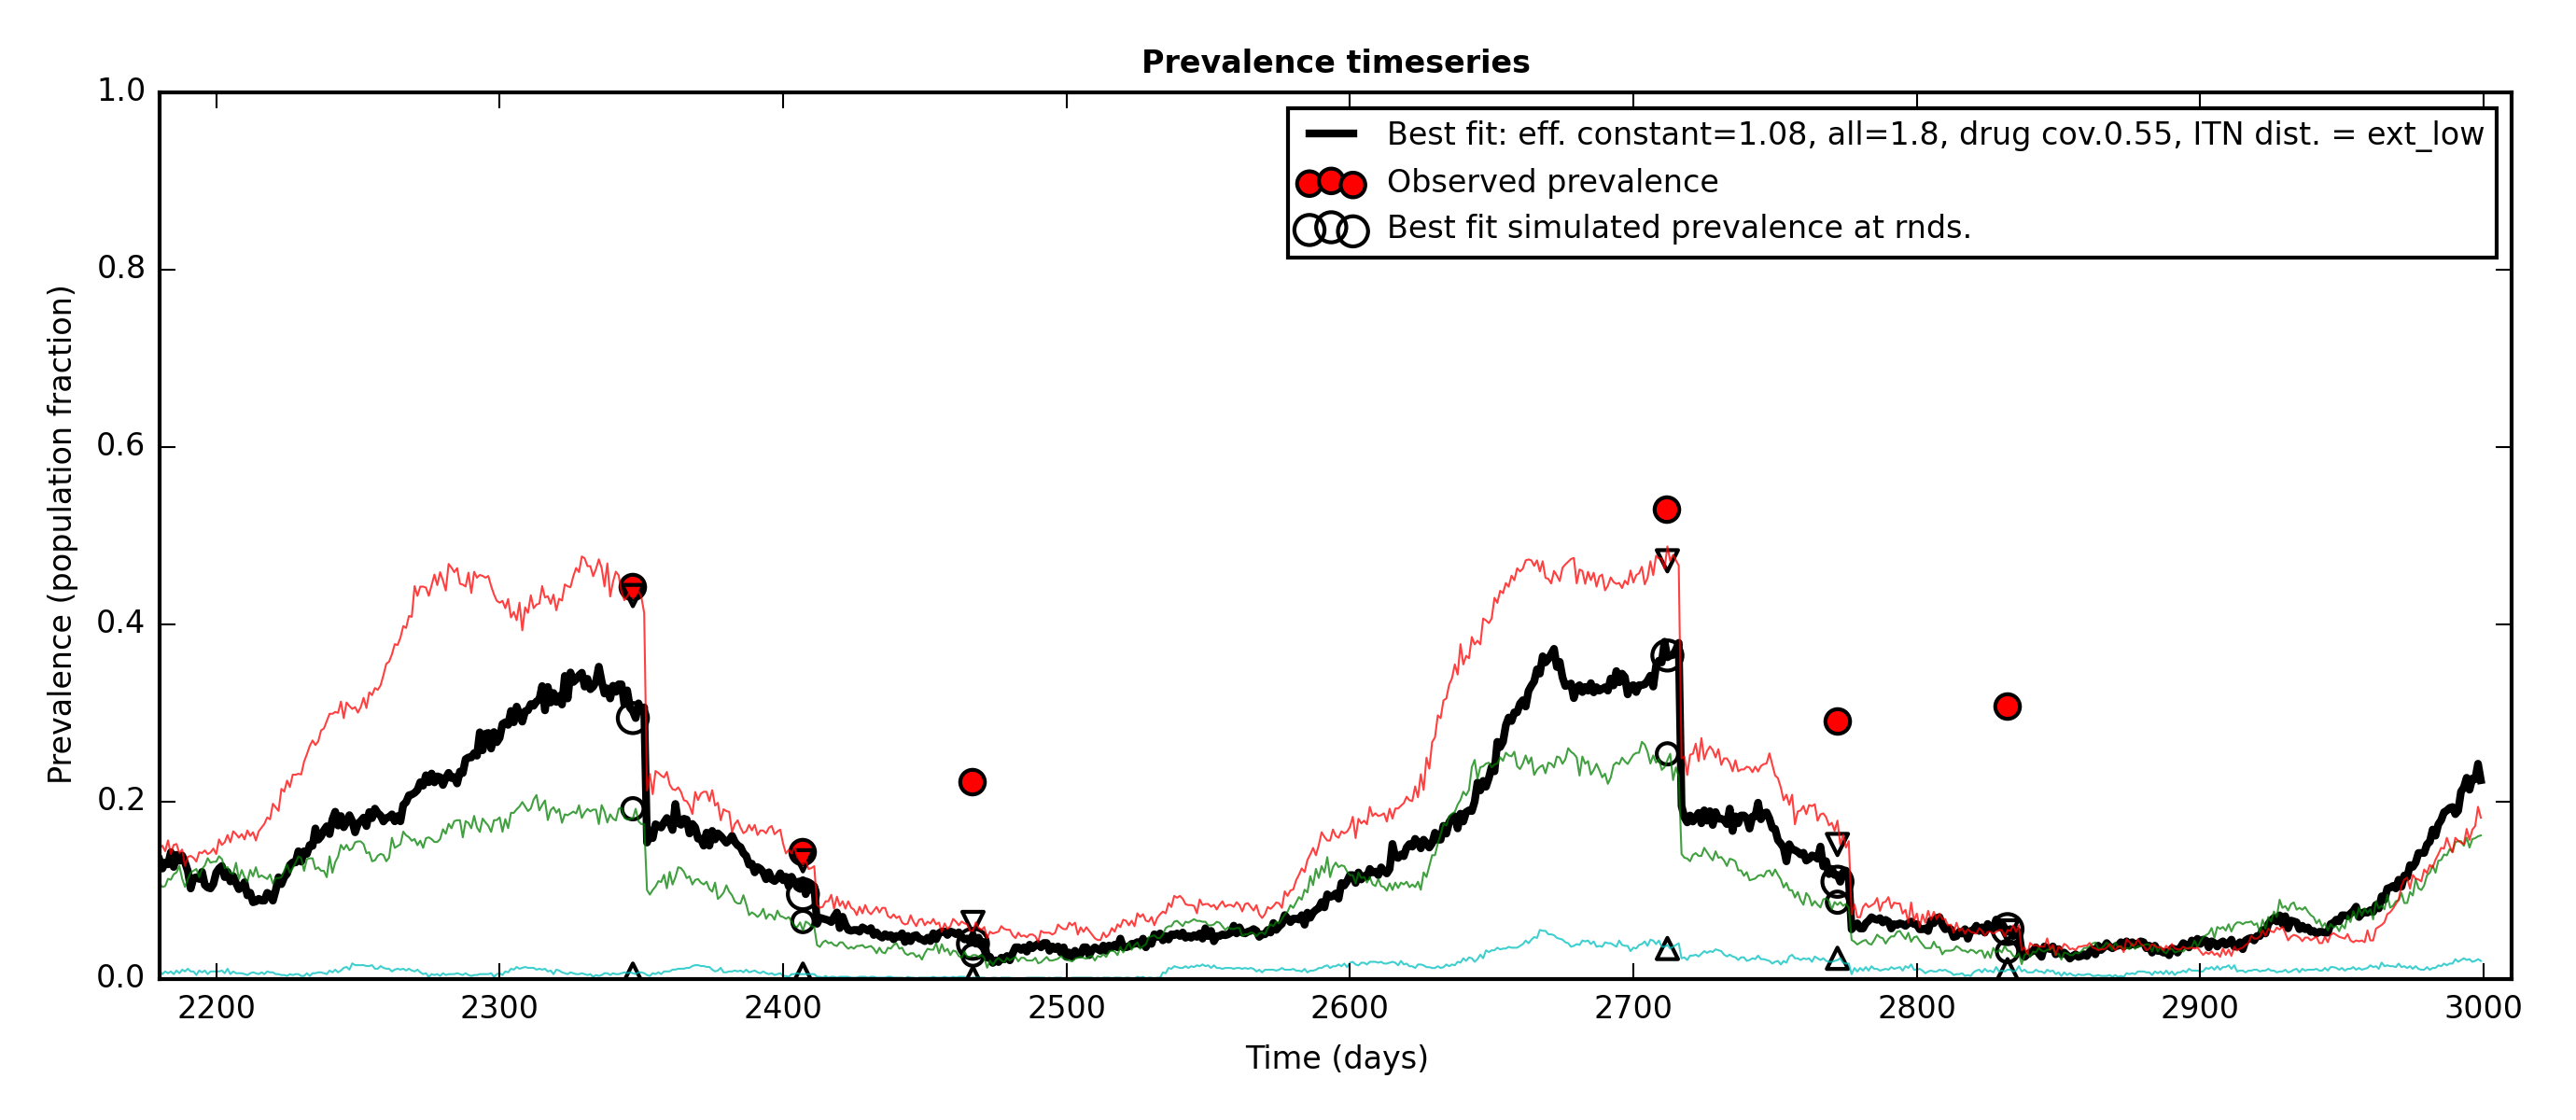 Prevalence timeseries
1.0
0.8
0.6
0.4
0.2
0.0
Prevalence (population fraction)
Best fit: eff. constant=1.08, all=1.8, drug cov.0.55, ITN dist. = ext_low
Observed prevalence
Best fit simulated prevalence at rnds.
2200 2300 2400 2500 2600 2700 2800 2900 3000
Time (days)